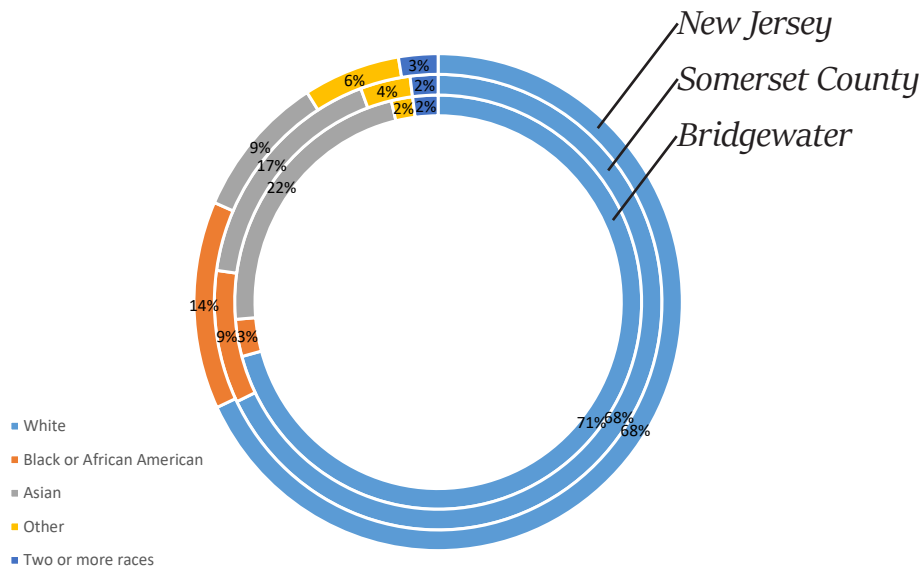 New Jersey
Somerset County
Bridgewater
3%
6%
2%
4%
2%
2%
9%
17%
22%
14%
9%
3%
71%
68%
68%
White
Black or African American
Asian
Other
Two or more races